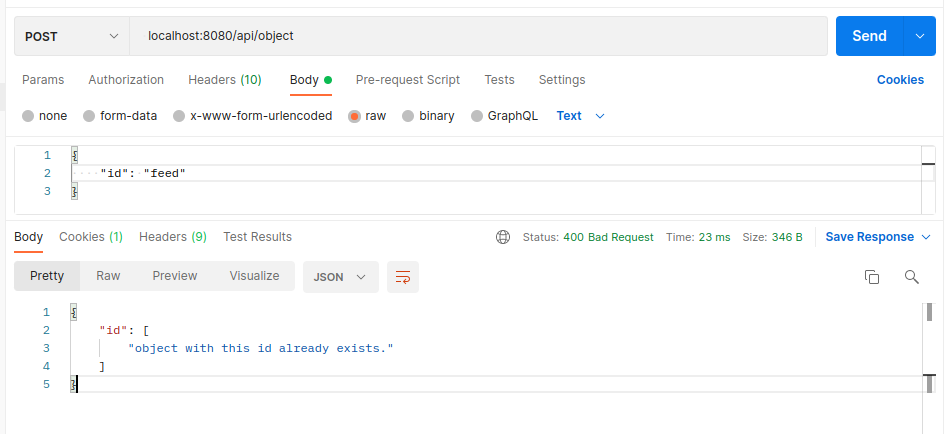 POST localhost:8080/api/object Send
Params Authorization Headers (10) Body Pre-request Script Tests Settings Cookies
none form-data x-www-form-urlencoded raw binary GraphQL Text
1 {
2 "id": "feed"
3 }
Body Cookies (1) Headers (9) Test Results Status: 400 Bad Request Time: 23 ms Size: 346 B Save Response
Pretty Raw Preview Visualize JSON
1 {
2 "id": [
3 "object with this id already exists."
4 ]
5 }